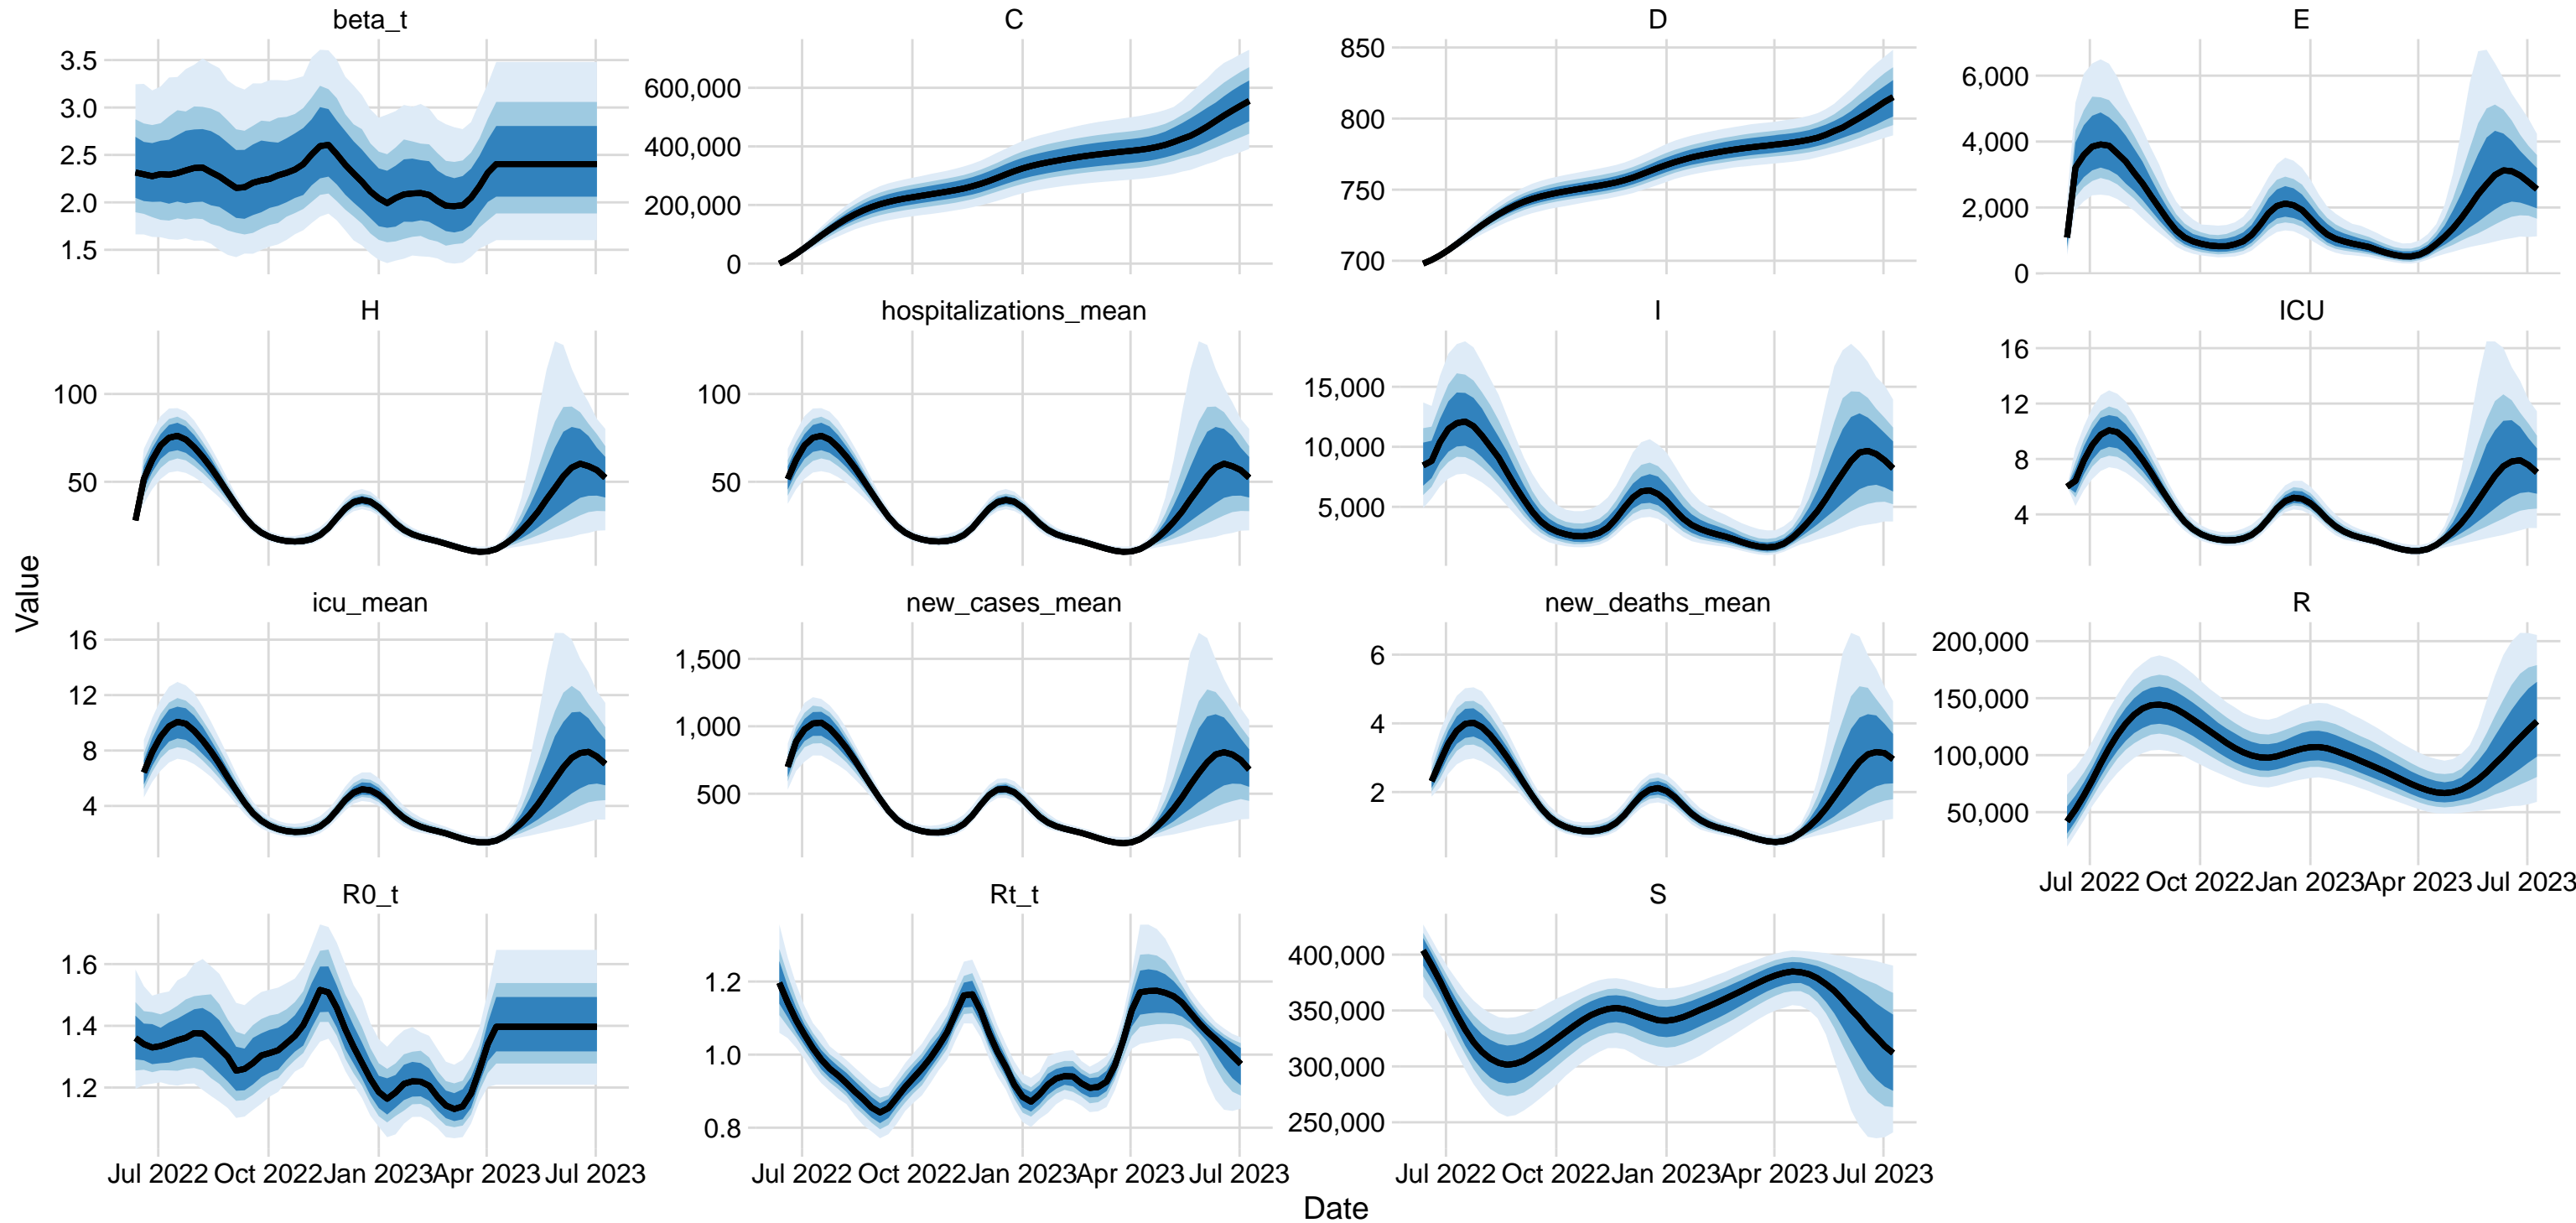 beta_t
C
D
E
3.5
3.0
2.5
2.0
1.5
600,000
400,000
200,000
0
850
800
750
700
6,000
4,000
2,000
0
H
hospitalizations_mean
I
ICU
100
50
100
50
15,000
10,000
5,000
16
12
8
4
icu_mean
new_cases_mean
new_deaths_mean
R
16
12
8
4
1,500
1,000
500
6
4
2
200,000
150,000
100,000
50,000
Jul 2022 Oct 2022 Jan 2023 Apr 2023 Jul 2023
R0_t
Rt_t
S
1.6
1.4
1.2
1.2
1.0
0.8
400,000
350,000
300,000
250,000
Jul 2022 Oct 2022 Jan 2023 Apr 2023 Jul 2023
Jul 2022 Oct 2022 Jan 2023 Apr 2023 Jul 2023
Jul 2022 Oct 2022 Jan 2023 Apr 2023 Jul 2023
Value
Date